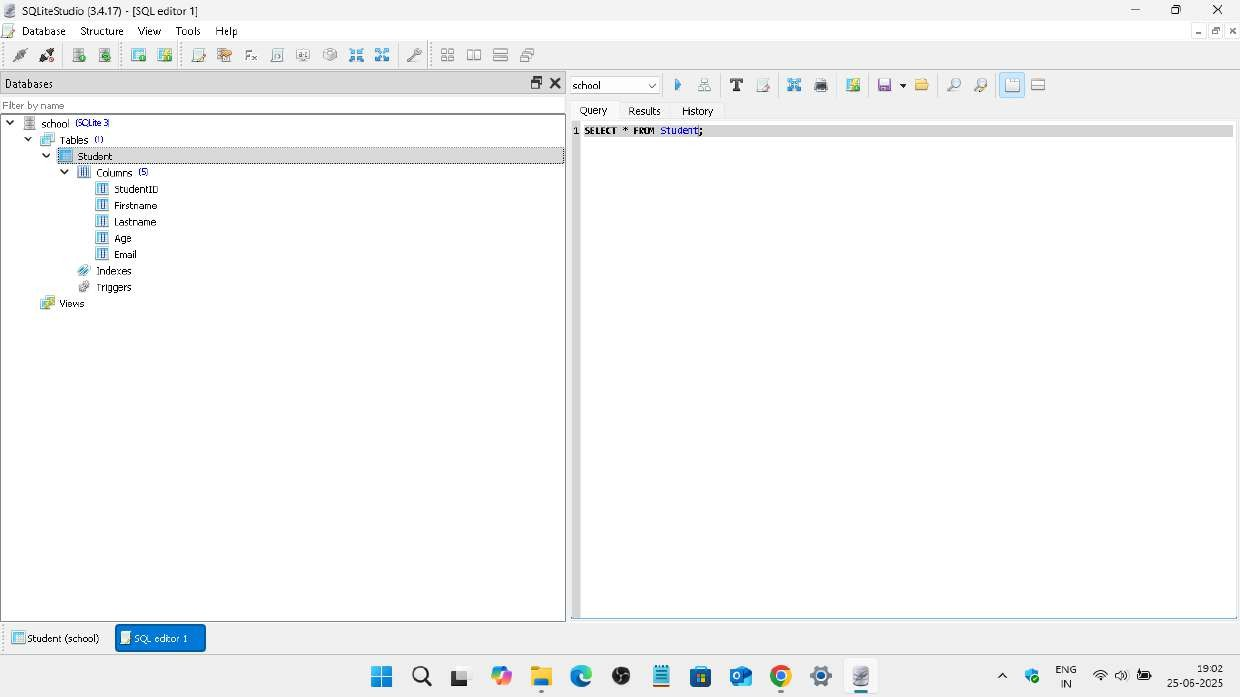 SQLiteStudio (3.4.17) - [SQL editor 1]
Database Structure View Tools Help
Databases
school
Filter by name
Query Results History
school (SQLite 3)
1 SELECT * FROM Student;
Tables (1)
Student
Columns (5)
StudentID
Firstname
Lastname
Age
Email
Indexes
Triggers
Views
Student (school) SQL editor 1
ENG
IN
19:02
25-06-2025